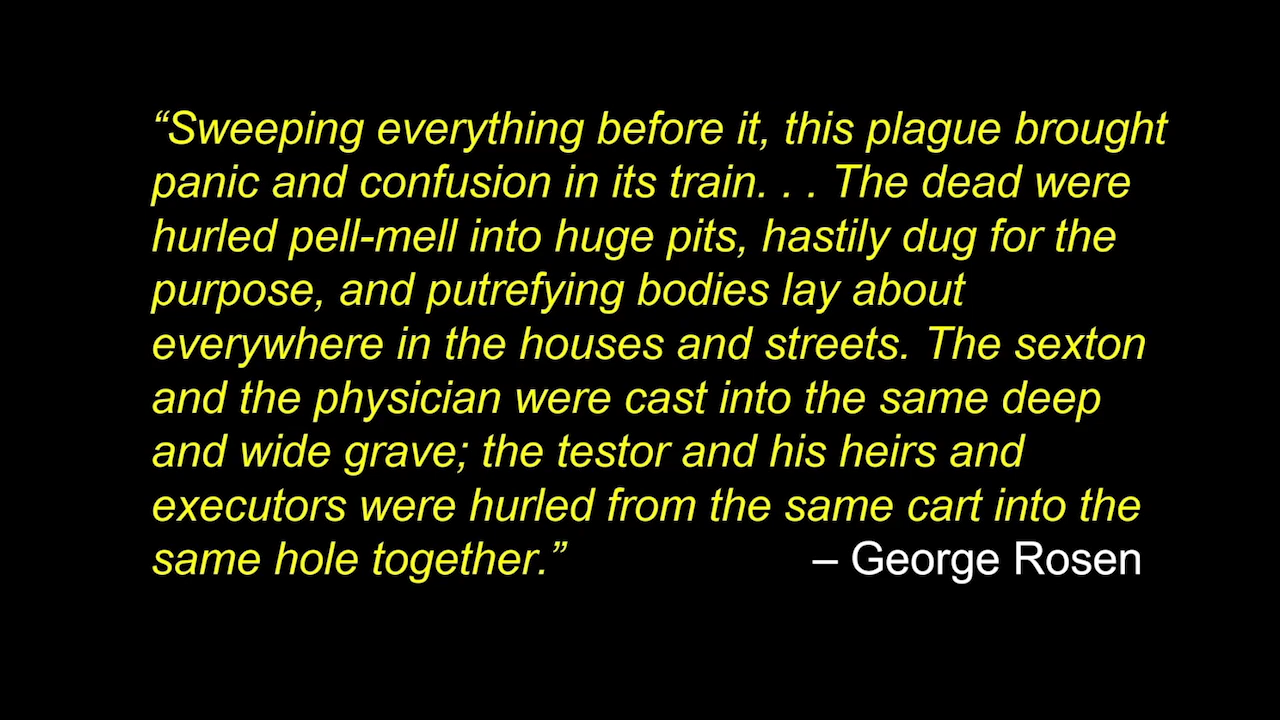 “Sweeping everything before it, this plague brought
panic and confusion in its train. . . The dead were
hurled pell-mell into huge pits, hastily dug for the
purpose, and putrefying bodies lay about
everywhere in the houses and streets. The sexton
and the physician were cast into the same deep
and wide grave; the testor and his heirs and
executors were hurled from the same cart into the
same hole together.” – George Rosen